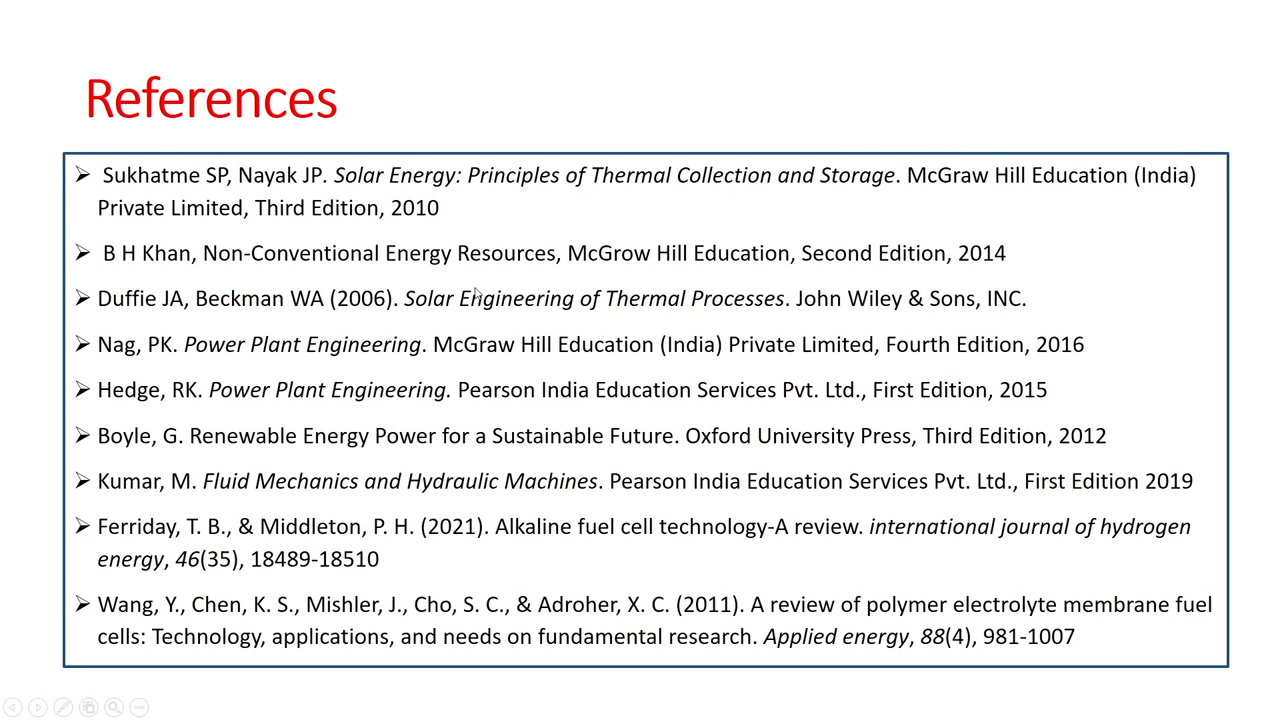 References
➢ Sukhatme SP, Nayak JP. Solar Energy: Principles of Thermal Collection and Storage. McGraw Hill Education (India)
Private Limited, Third Edition, 2010
➢ B H Khan, Non-Conventional Energy Resources, McGrow Hill Education, Second Edition, 2014
➢ Duffie JA, Beckman WA (2006). Solar Engineering of Thermal Processes. John Wiley & Sons, INC.
➢ Nag, PK. Power Plant Engineering. McGraw Hill Education (India) Private Limited, Fourth Edition, 2016
➢ Hedge, RK. Power Plant Engineering. Pearson India Education Services Pvt. Ltd., First Edition, 2015
➢ Boyle, G. Renewable Energy Power for a Sustainable Future. Oxford University Press, Third Edition, 2012
➢ Kumar, M. Fluid Mechanics and Hydraulic Machines. Pearson India Education Services Pvt. Ltd., First Edition 2019
➢ Ferriday, T. B., & Middleton, P. H. (2021). Alkaline fuel cell technology-A review. international journal of hydrogen
energy, 46(35), 18489-18510
➢ Wang, Y., Chen, K. S., Mishler, J., Cho, S. C., & Adroher, X. C. (2011). A review of polymer electrolyte membrane fuel
cells: Technology, applications, and needs on fundamental research. Applied energy, 88(4), 981-1007